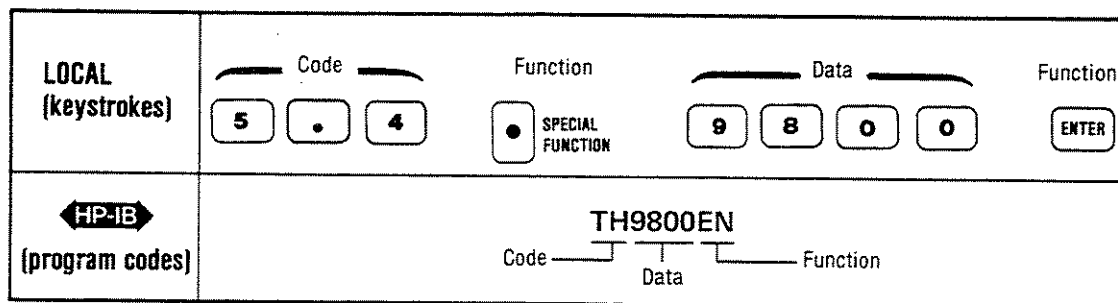 LOCAL
(keystrokes)
Code Function Data Function
5 . 4 SPECIAL FUNCTION 9 8 0 0 ENTER
HP-IB
(program codes)
TH9800EN
Code Data Function